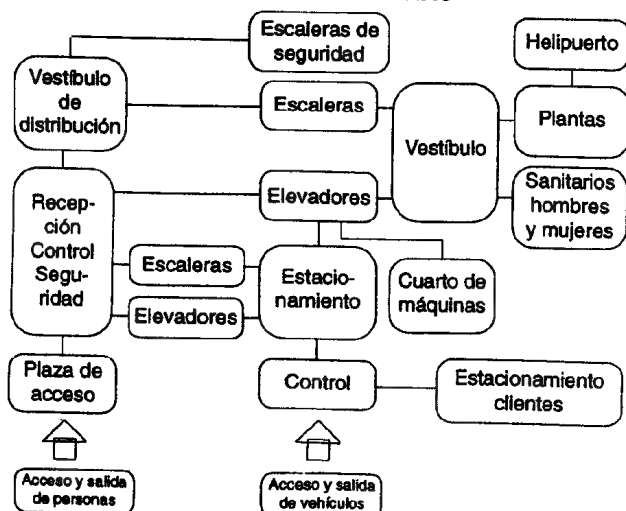 Escaleras de
seguridad
Helipuerto
Vestíbulo
de
distribución
Escaleras
Vestíbulo
Plantas
Recep-
ción
Control
Segu-
ridad
Elevadores
Sanitarios
hombres
y mujeres
Escaleras
Estacio-
namiento
Cuarto de
máquinas
Elevadores
Plaza de
acceso
Control
Estacionamiento
clientes
Acceso y salida
de personas
Acceso y salida
de vehículos